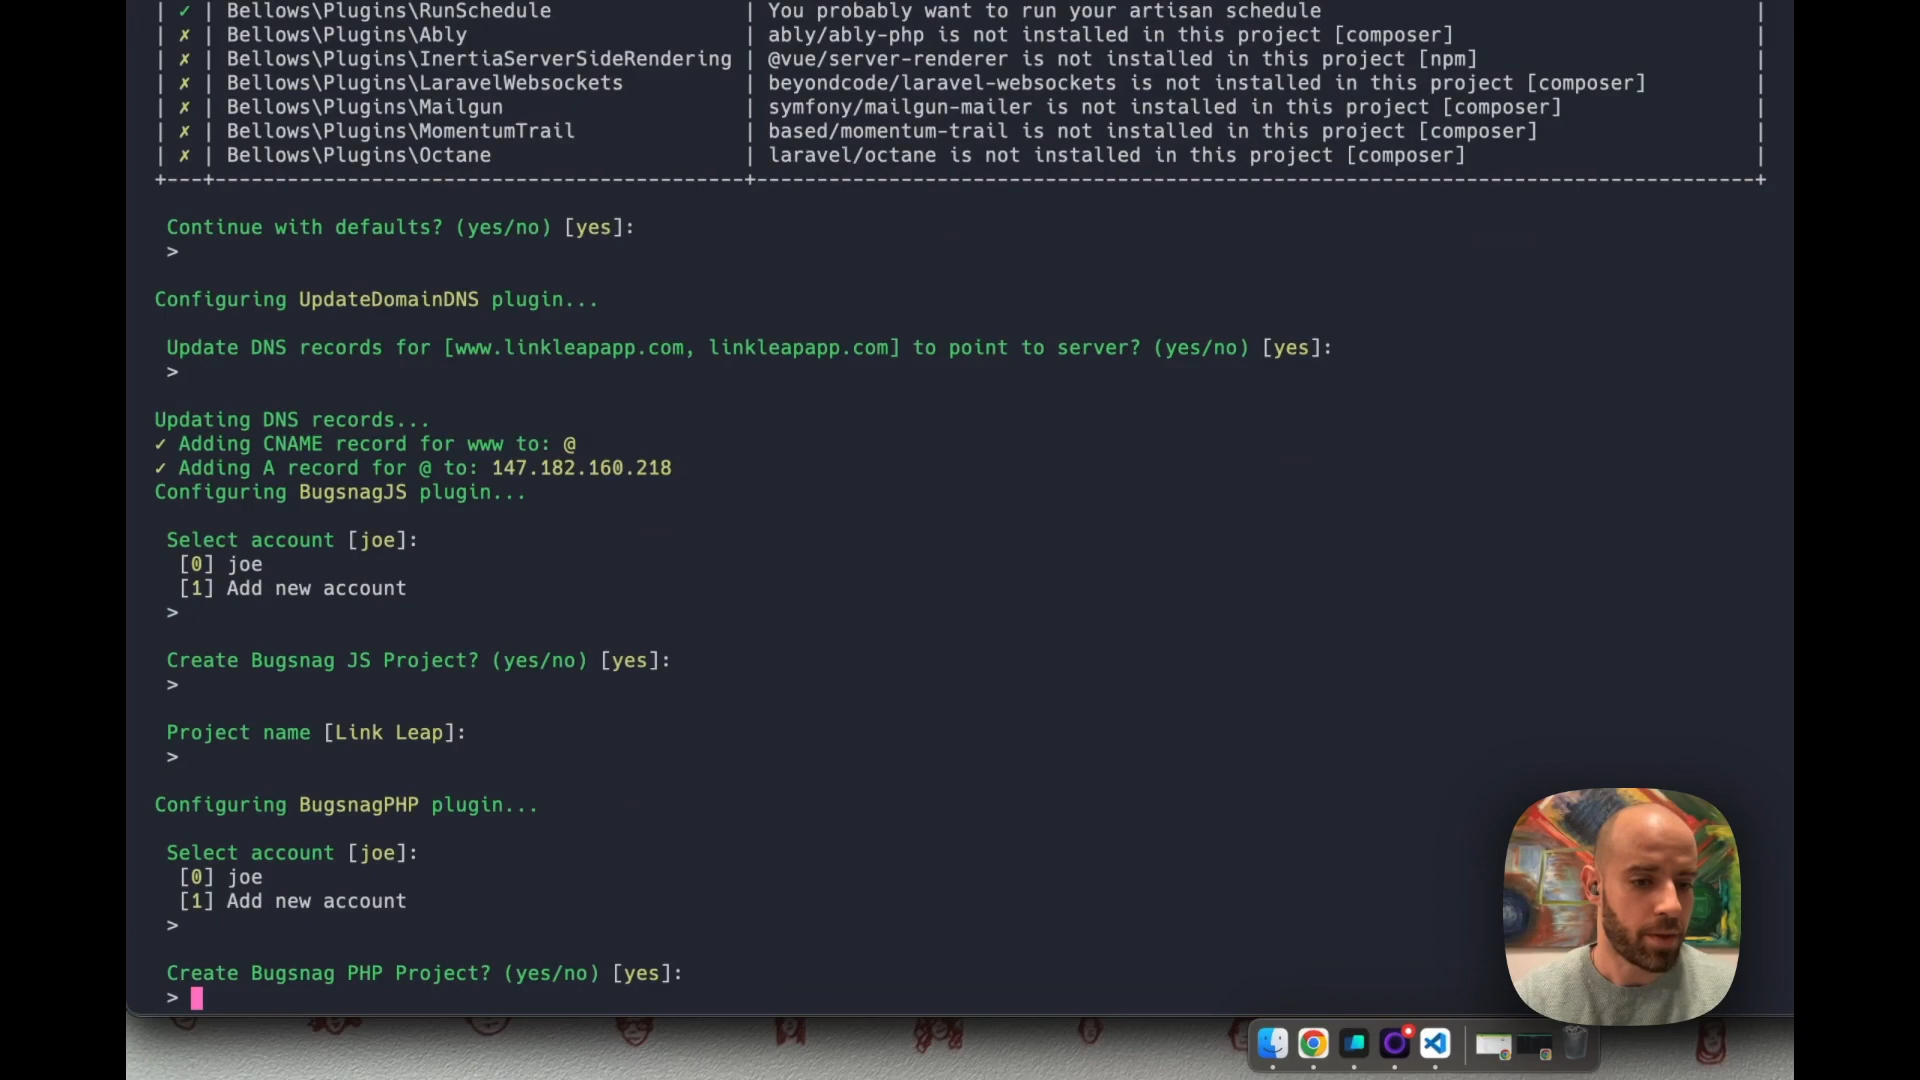 | ✓ | Bellows\Plugins\RunSchedule | You probably want to run your artisan schedule |
| ✗ | Bellows\Plugins\Ably | ably/ably-php is not installed in this project [composer] |
| ✗ | Bellows\Plugins\InertiaServerSideRendering | @vue/server-renderer is not installed in this project [npm] |
| ✗ | Bellows\Plugins\LaravelWebsockets | beyondcode/laravel-websockets is not installed in this project [composer] |
| ✗ | Bellows\Plugins\Mailgun | symfony/mailgun-mailer is not installed in this project [composer] |
| ✗ | Bellows\Plugins\MomentumTrail | based/momentum-trail is not installed in this project [composer] |
| ✗ | Bellows\Plugins\Octane | laravel/octane is not installed in this project [composer] |
Continue with defaults? (yes/no) [yes]:
>
Configuring UpdateDomainDNS plugin...
Update DNS records for [www.linkleapapp.com, linkleapapp.com] to point to server? (yes/no) [yes]:
>
Updating DNS records...
✓ Adding CNAME record for www to: @
✓ Adding A record for @ to: 147.182.160.218
Configuring BugsnagJS plugin...
Select account [joe]:
[0] joe
[1] Add new account
>
Create Bugsnag JS Project? (yes/no) [yes]:
>
Project name [Link Leap]:
>
Configuring BugsnagPHP plugin...
Select account [joe]:
[0] joe
[1] Add new account
>
Create Bugsnag PHP Project? (yes/no) [yes]:
>